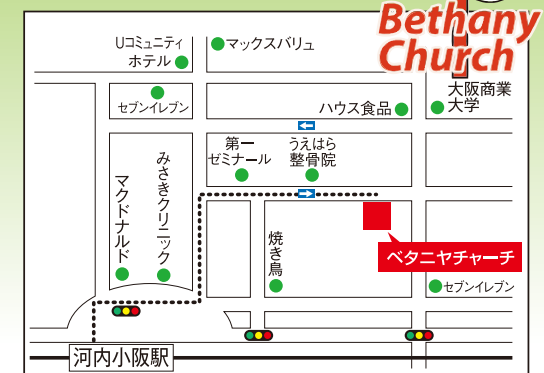 Bethany
Church
Uコミュニティ
ホテル
マックスバリュ
大阪商業
大学
セブンイレブン
ハウス食品
第一
ゼミナール
うえはら
整骨院
みさきクリニック
マクドナルド
焼き鳥
ベタニヤチャーチ
セブンイレブン
河内小阪駅